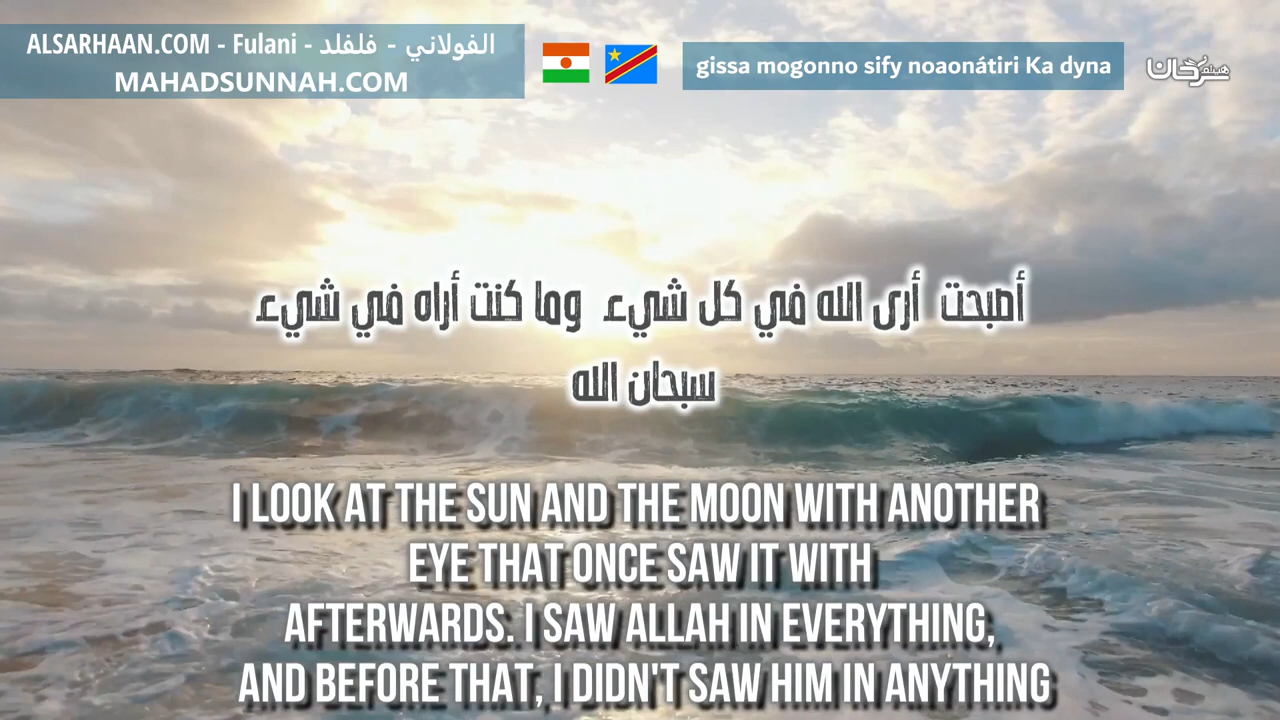 ALSARHAAN.COM - Fulani - الفولاني - فلفلد
MAHADSUNNAH.COM
gissa mogonno sify noaonátiri Ka dyna
هيثم سرحان
أصبحت أرى الله في كل شيء وما كنت أراه في شيء
سبحان الله
I LOOK AT THE SUN AND THE MOON WITH ANOTHER
EYE THAT ONCE SAW IT WITH
AFTERWARDS. I SAW ALLAH IN EVERYTHING,
AND BEFORE THAT, I DIDN'T SAW HIM IN ANYTHING